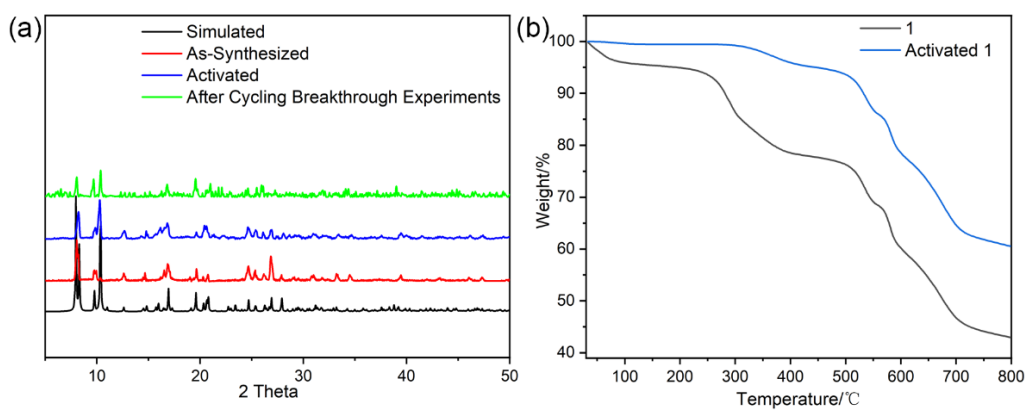 (a)
Simulated
As-Synthesized
Activated
After Cycling Breakthrough Experiments
10 20 30 40 50
2 Theta
(b)
1
Activated 1
100
90
80
70
60
50
40
Weight/%
100 200 300 400 500 600 700 800
Temperature/℃